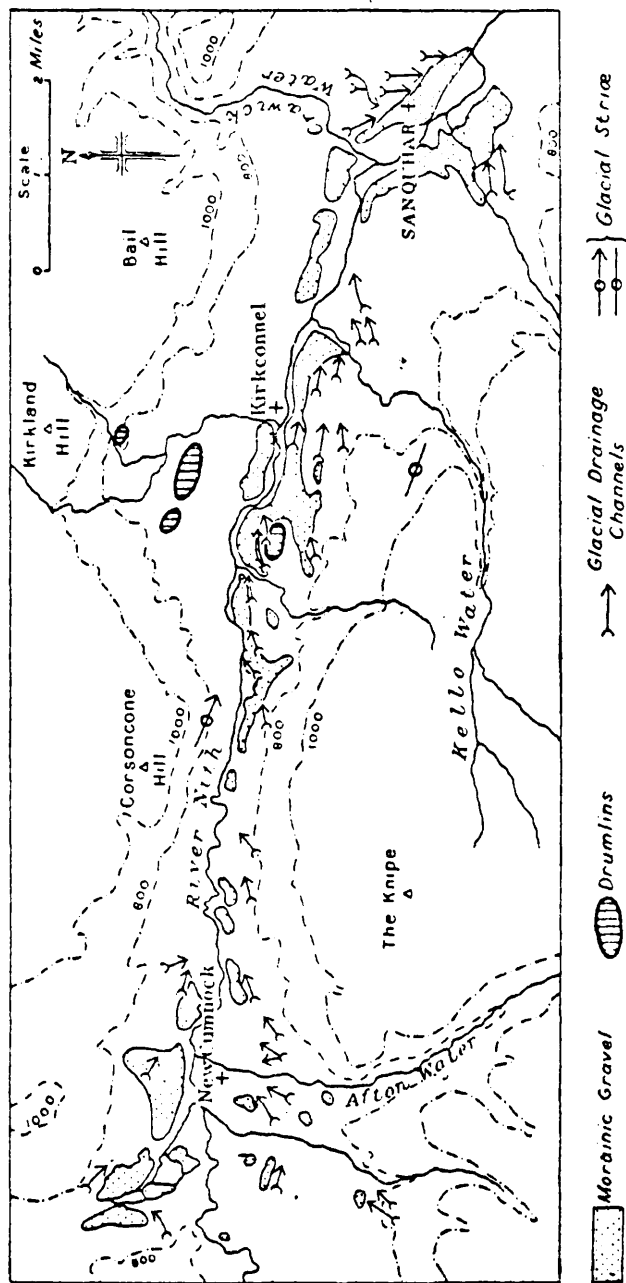 Scale
0 1 2 Miles
N
1000
Bail
Hill
1000
800
Crawick
Water
SANQUHAR
800
Kirkland
Hill
Kirkconnel
Kello Water
Corsoncone
Hill
1000
800
River Nith
800
1000
The Knipe
1000
800
New Cumnock
Afton Water
Morainic Gravel
Drumlins
Glacial Drainage
Channels
Glacial Striæ